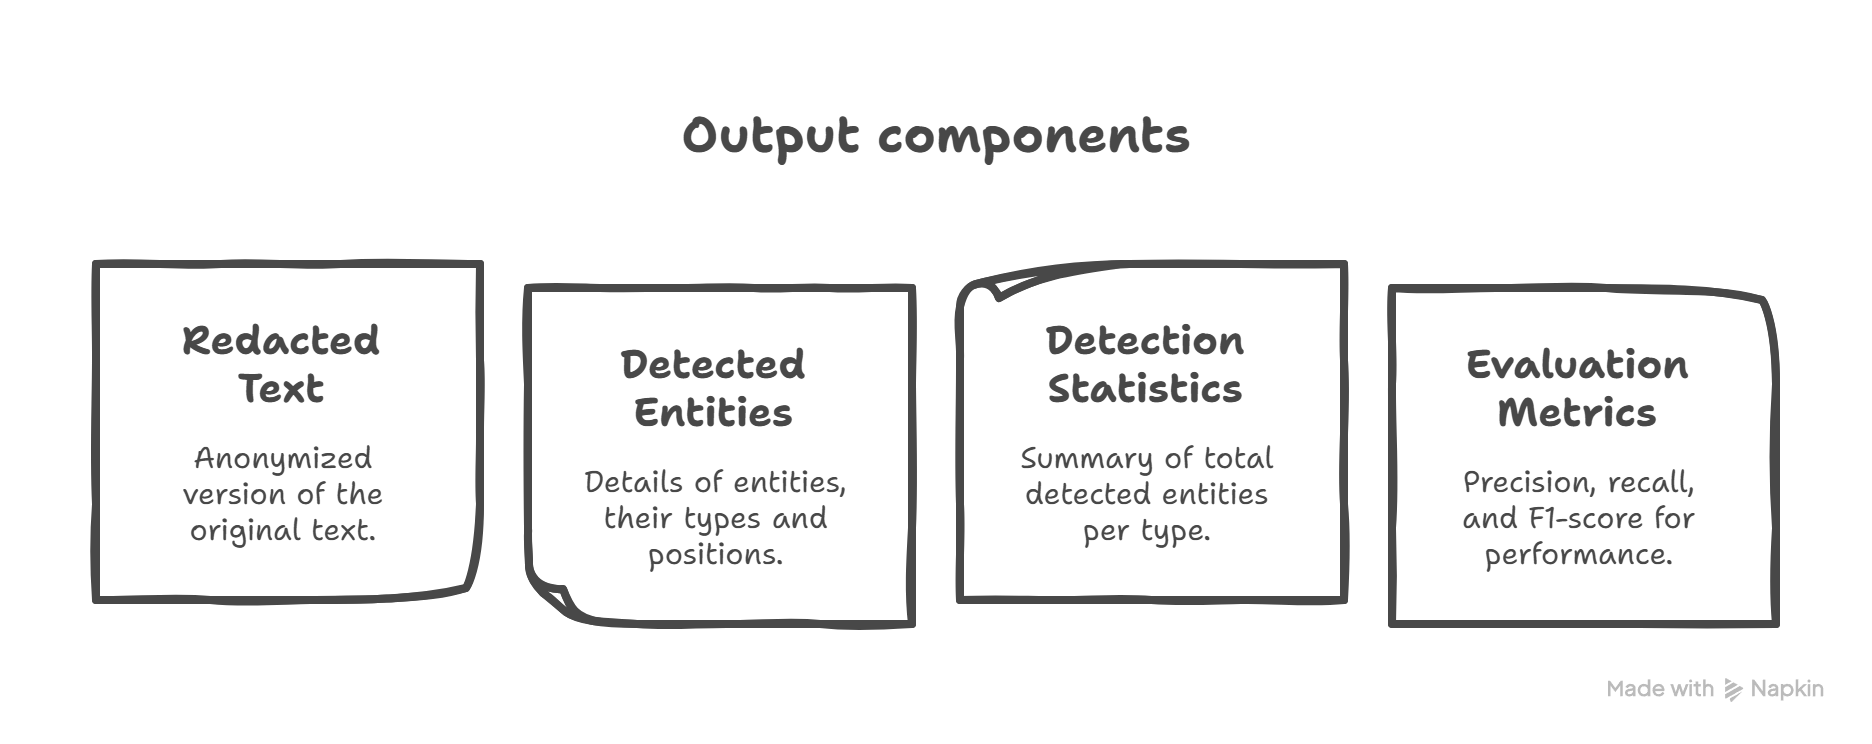 Output components
Redacted
Text
Anonymized
version of the
original text.
Detected
Entities
Details of entities,
their types and
positions.
Detection
Statistics
Summary of total
detected entities
per type.
Evaluation
Metrics
Precision, recall,
and F1-score for
performance.
Made with Napkin